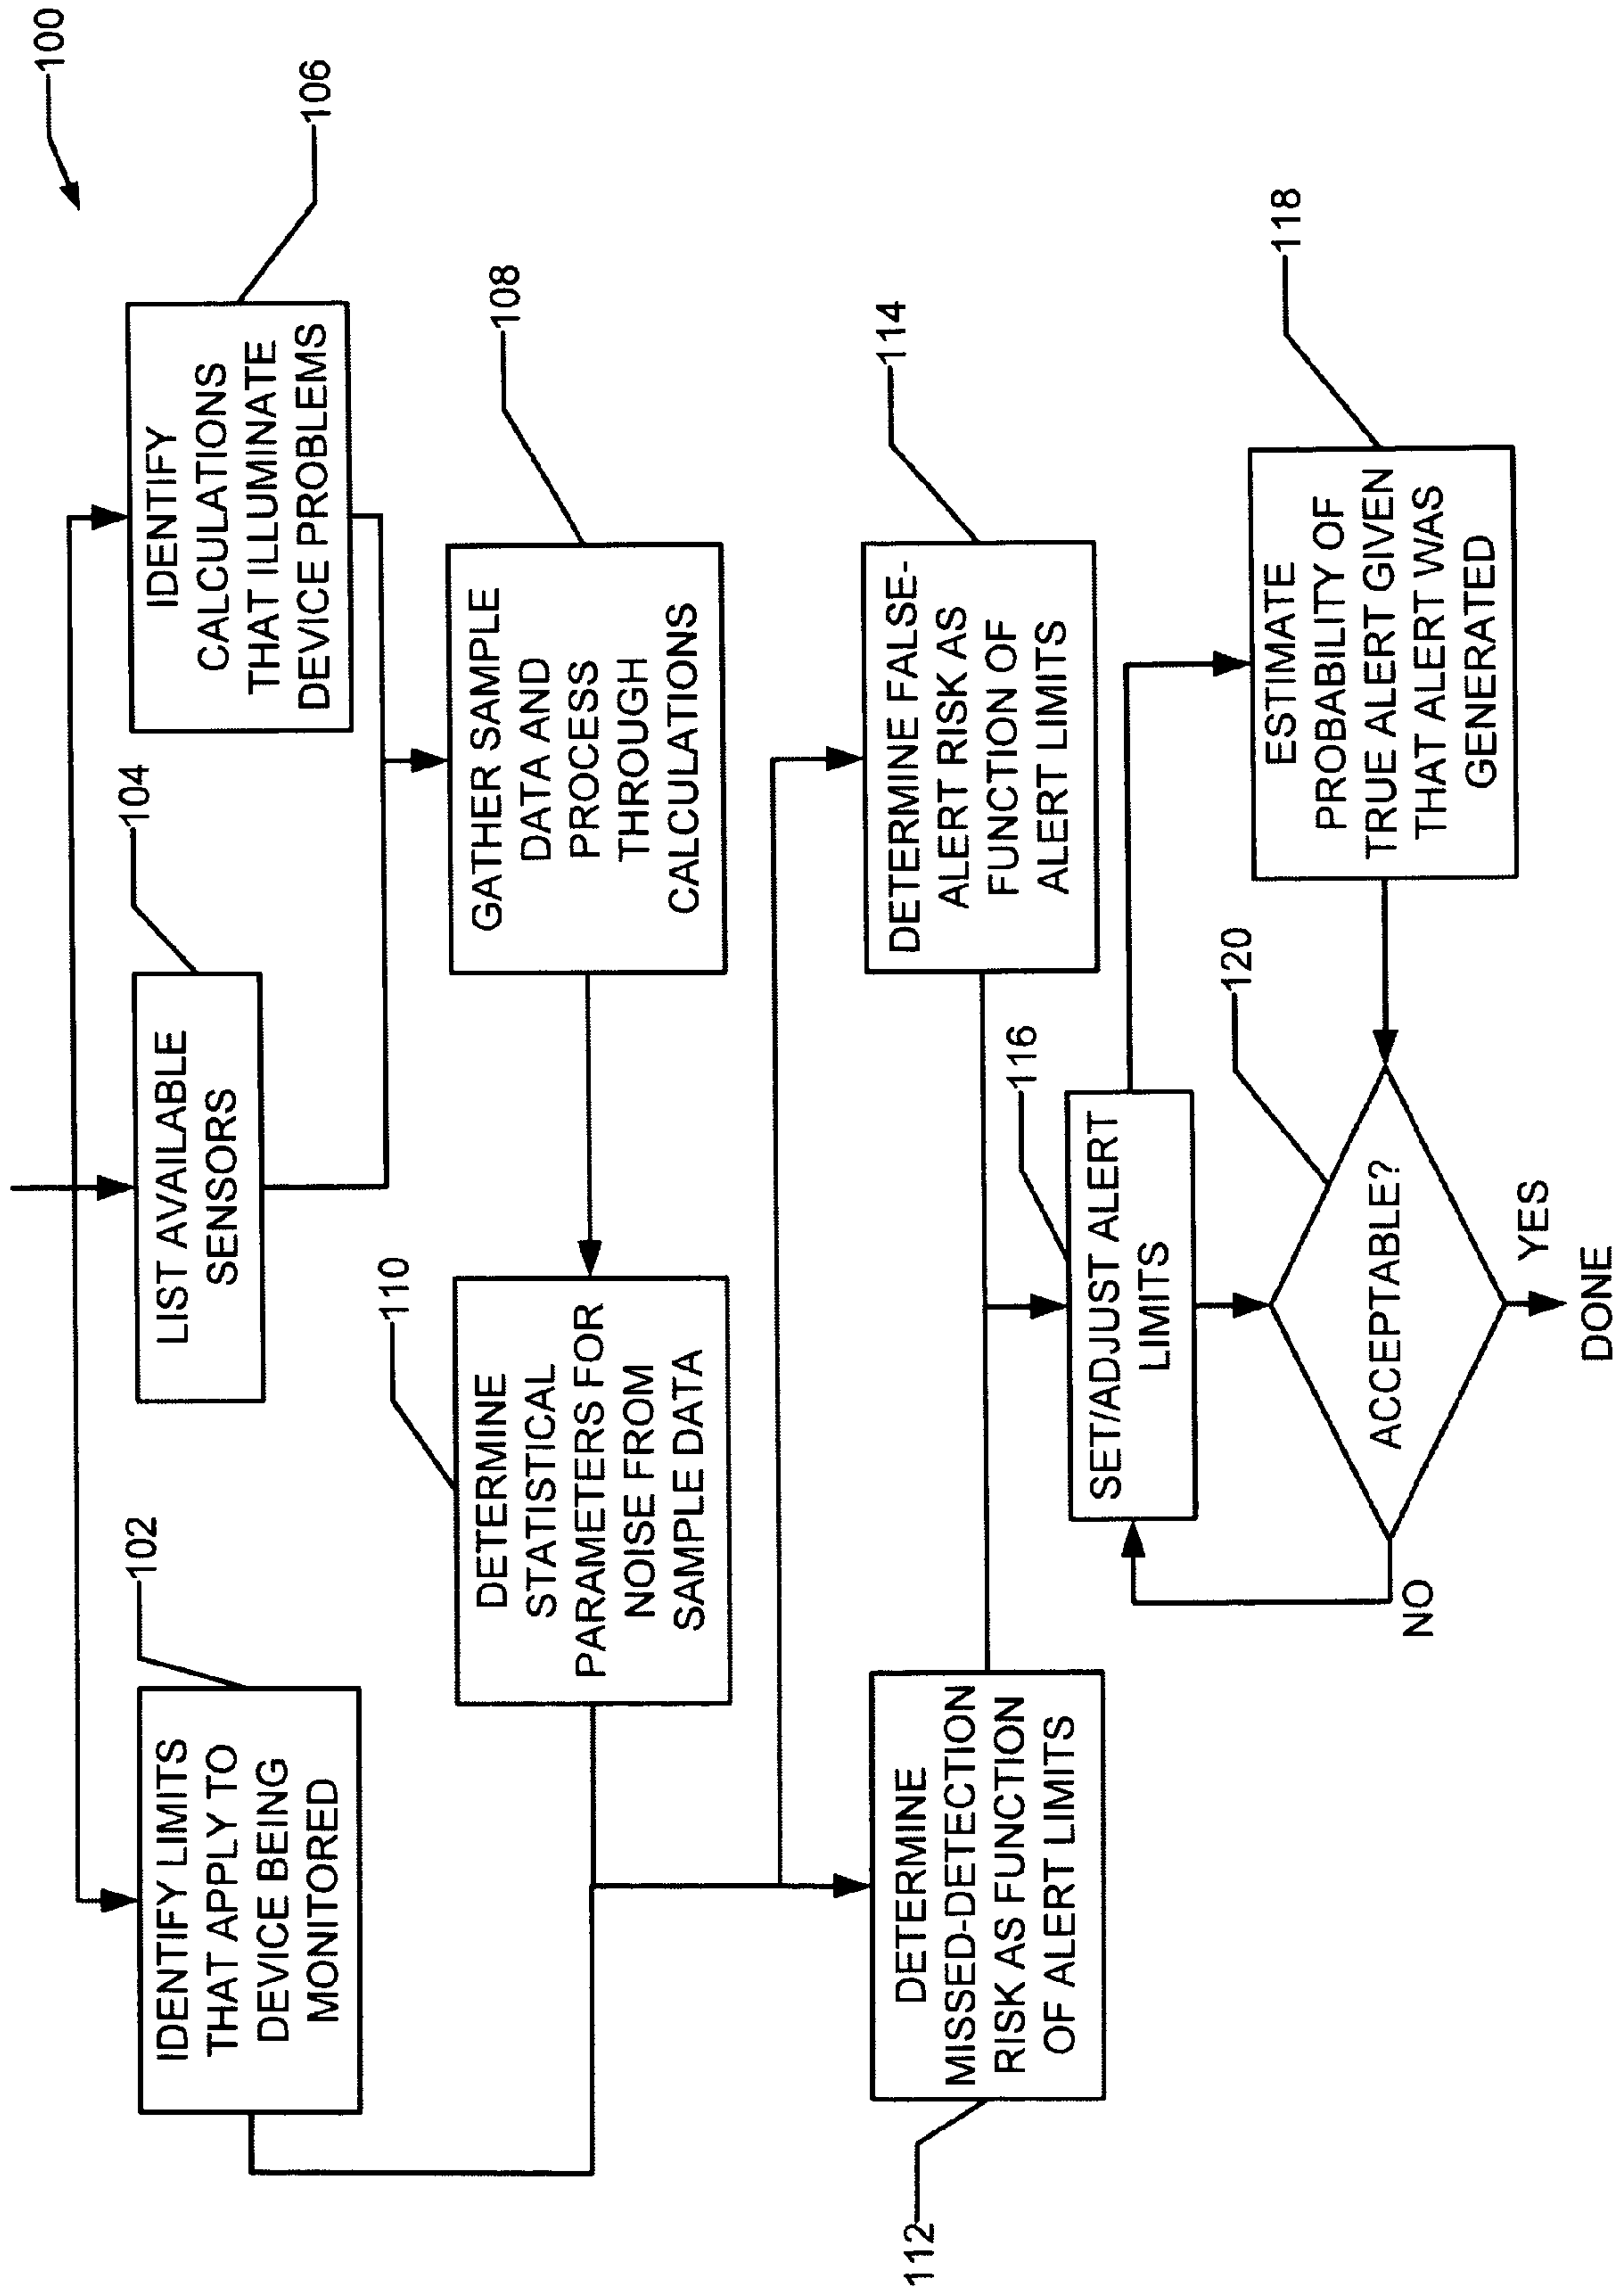 100
102
IDENTIFY LIMITS
THAT APPLY TO
DEVICE BEING
MONITORED
104
LIST AVAILABLE
SENSORS
106
IDENTIFY
CALCULATIONS
THAT ILLUMINATE
DEVICE PROBLEMS
110
DETERMINE
STATISTICAL
PARAMETERS FOR
NOISE FROM
SAMPLE DATA
108
GATHER SAMPLE
DATA AND
PROCESS
THROUGH
CALCULATIONS
112
DETERMINE
MISSED-DETECTION
RISK AS FUNCTION
OF ALERT LIMITS
114
DETERMINE FALSE-
ALERT RISK AS
FUNCTION OF
ALERT LIMITS
116
SET/ADJUST ALERT
LIMITS
118
ESTIMATE
PROBABILITY OF
TRUE ALERT GIVEN
THAT ALERT WAS
GENERATED
120
ACCEPTABLE?
NO
YES
DONE